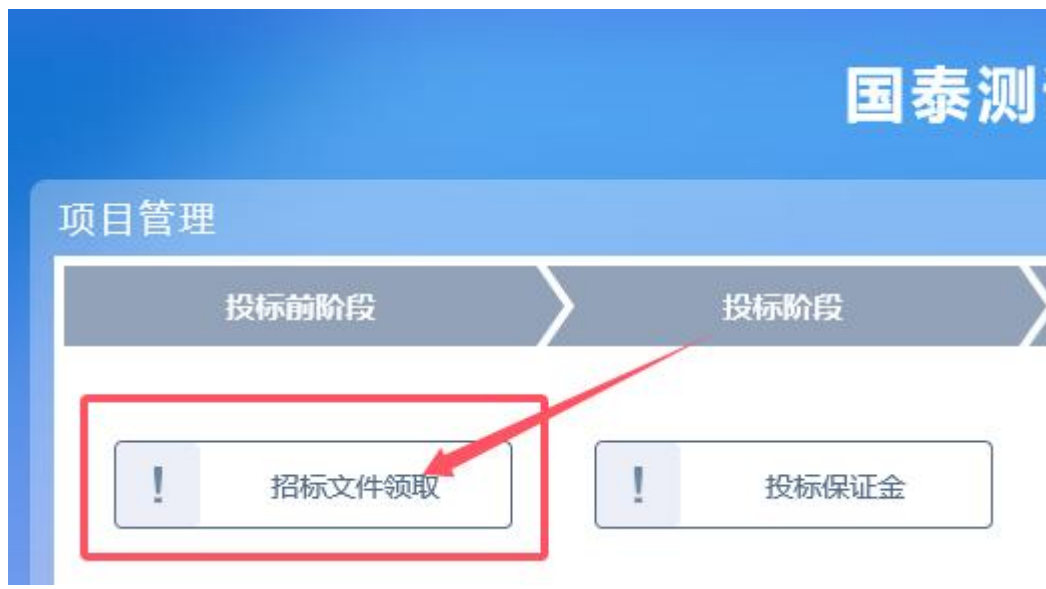 国泰测
项目管理
投标前阶段
投标阶段
! 招标文件领取
! 投标保证金